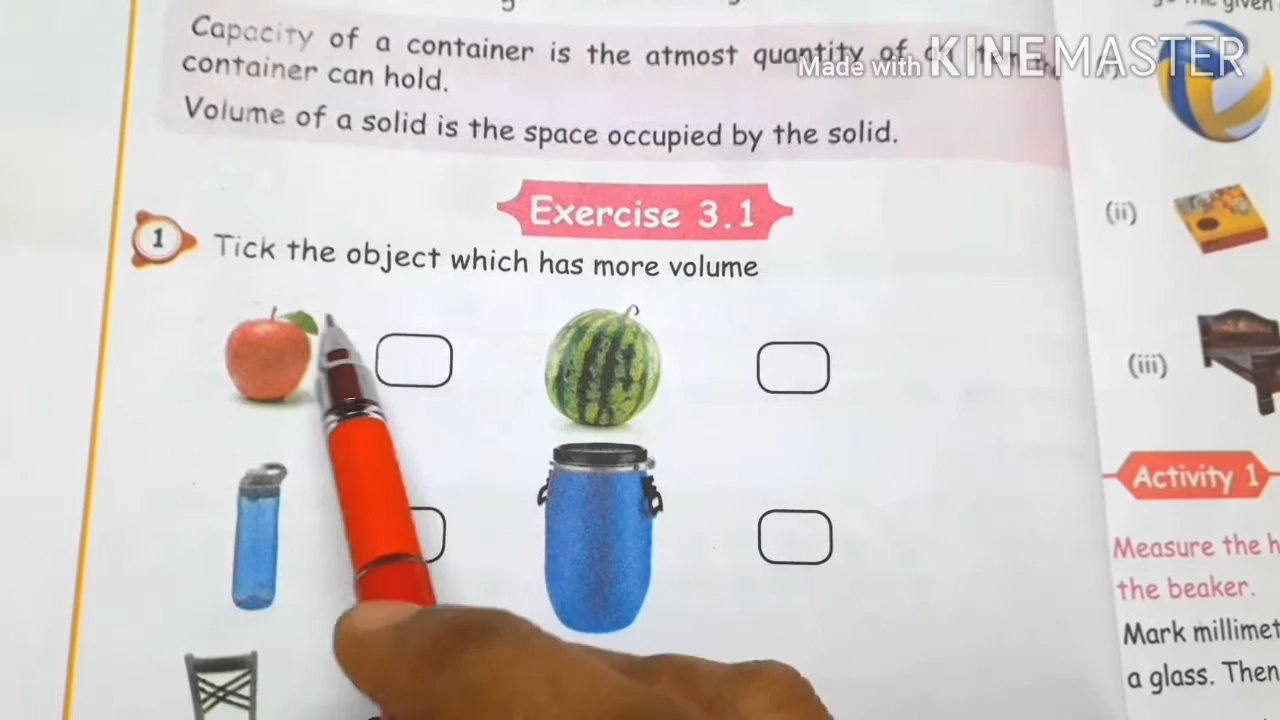 Capacity of a container is the atmost quantity of
container can hold.
Volume of a solid is the space occupied by the solid.
Made with KINEMASTER
Exercise 3.1
1 Tick the object which has more volume
given
(ii)
(iii)
Activity 1
Measure the h
the beaker.
Mark millimet
a glass. Then